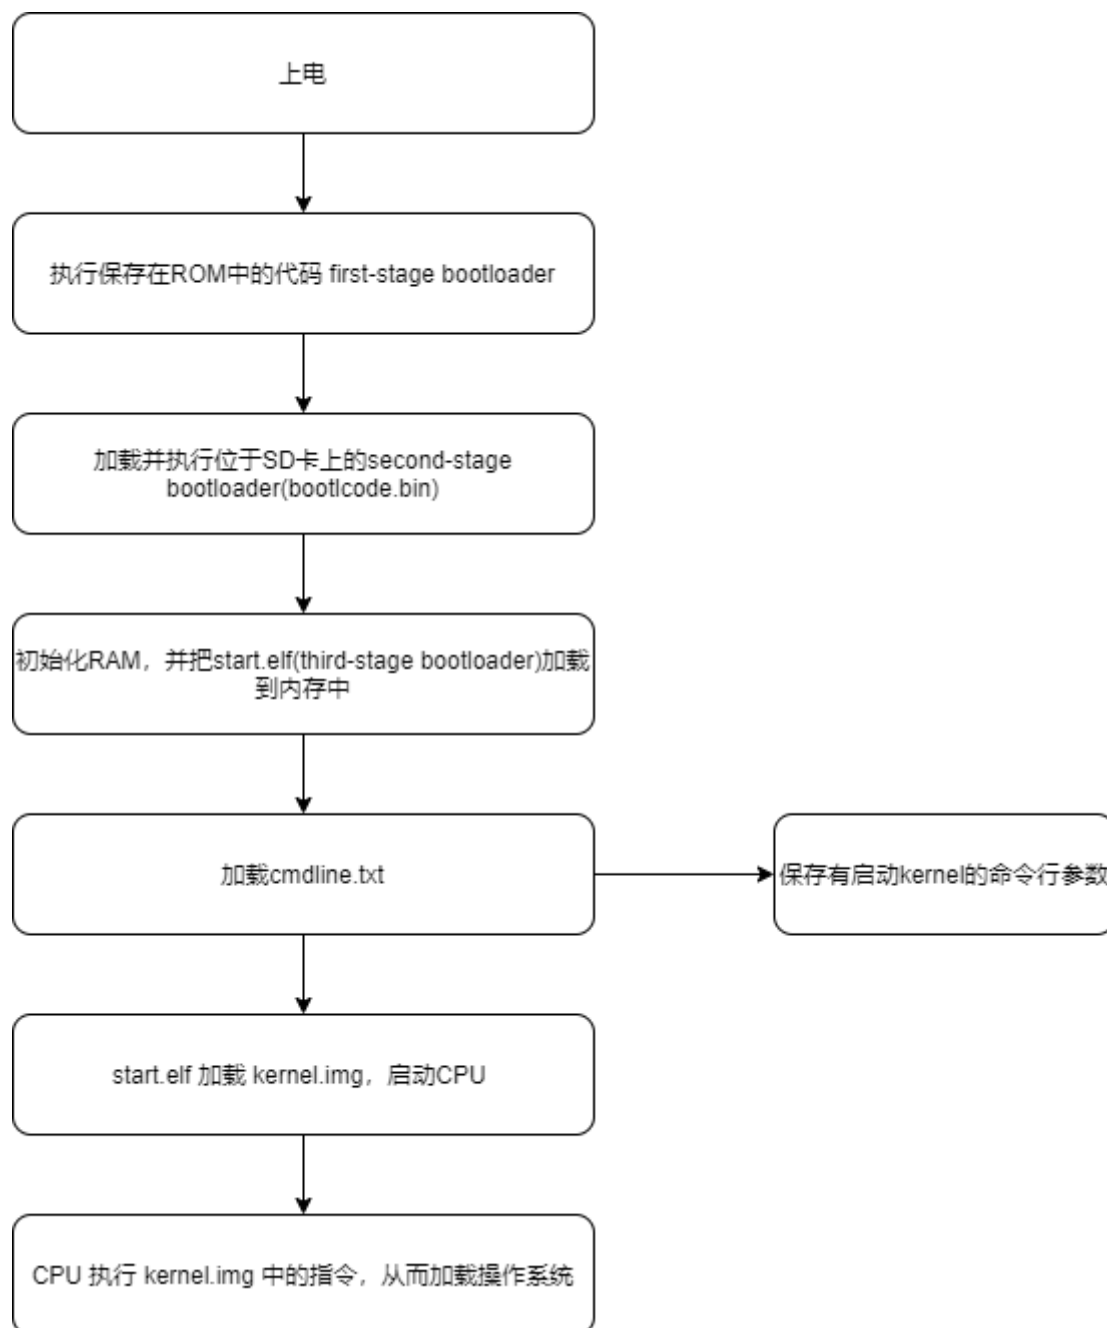 上电
执行保存在ROM中的代码 first-stage bootloader
加载并执行位于SD卡上的second-stage
bootloader(bootlcode.bin)
初始化RAM，并把start.elf(third-stage bootloader)加载
到内存中
加载cmdline.txt
保存有启动kernel的命令行参数
start.elf 加载 kernel.img，启动CPU
CPU 执行 kernel.img 中的指令，从而加载操作系统